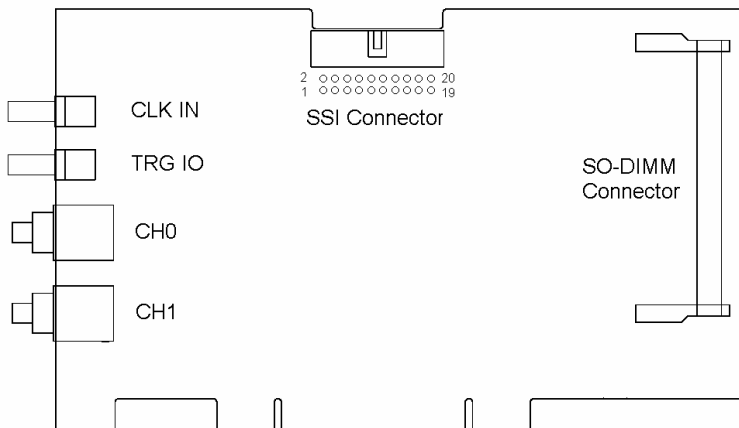 2 20
1 19
SSI Connector
CLK IN
TRG IO
CH0
CH1
SO-DIMM
Connector